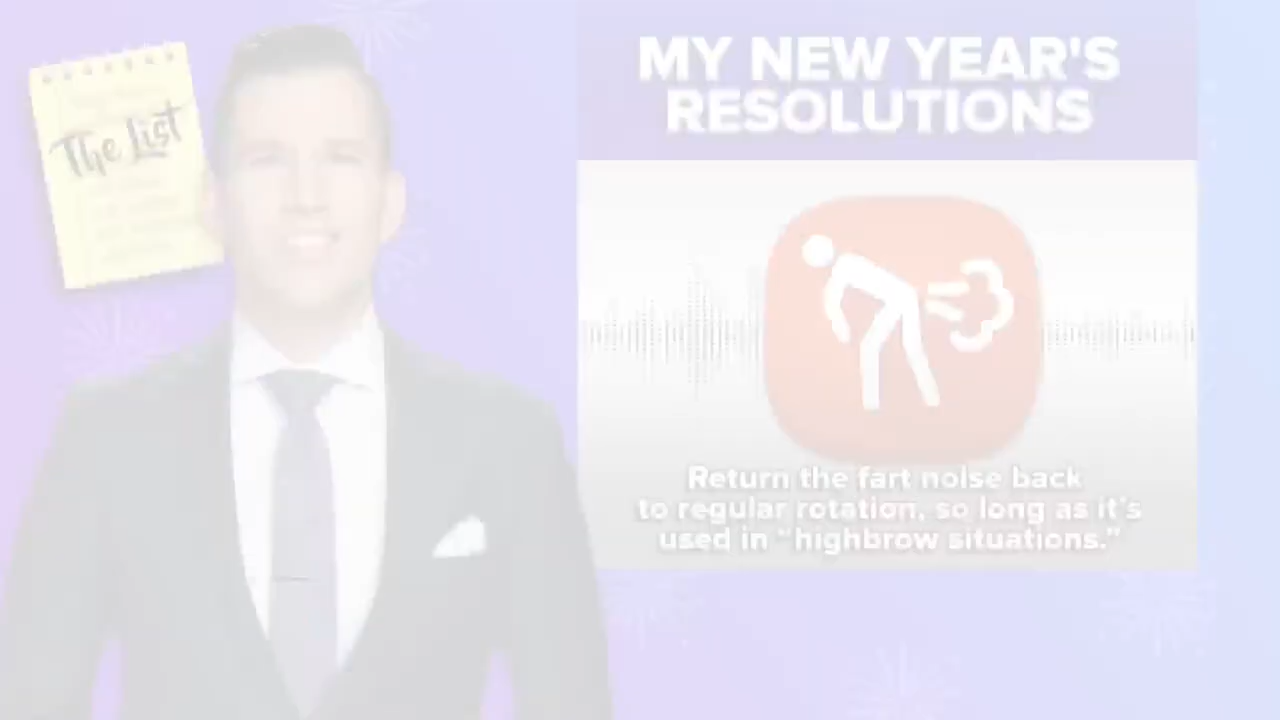 The List
MY NEW YEAR'S
RESOLUTIONS
Return the fart noise back
to regular rotation, so long as it's
used in "highbrow situations."